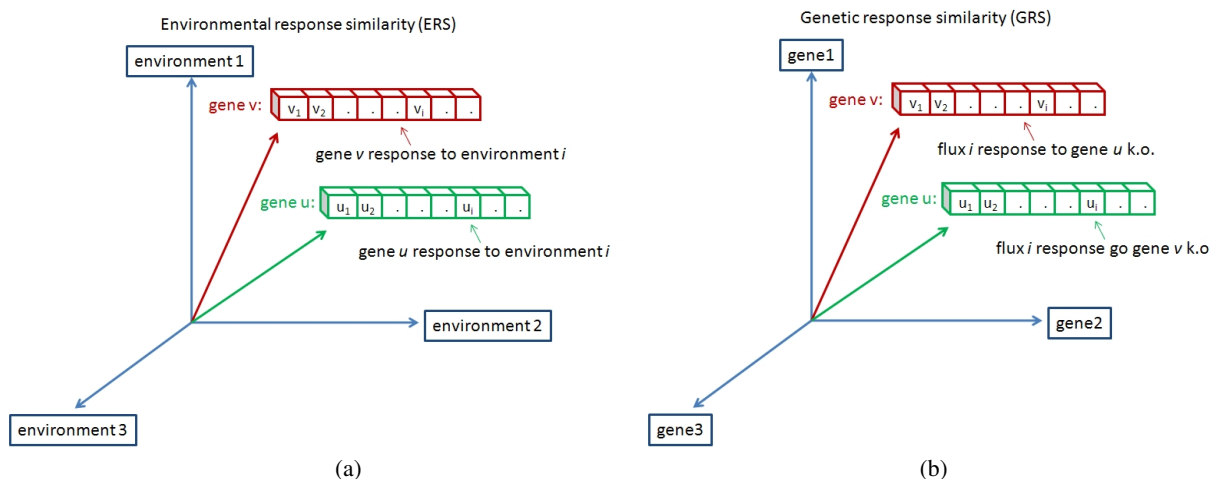 Environmental response similarity (ERS)
environment 1
gene v:
v1 v2 . . . vi . .
gene v response to environment i
gene u:
u1 u2 . . . ui . .
gene u response to environment i
environment 2
environment 3
(a)
Genetic response similarity (GRS)
gene1
gene v:
v1 v2 . . . vi . .
flux i response to gene u k.o.
gene u:
u1 u2 . . . ui . .
flux i response go gene v k.o
gene2
gene3
(b)